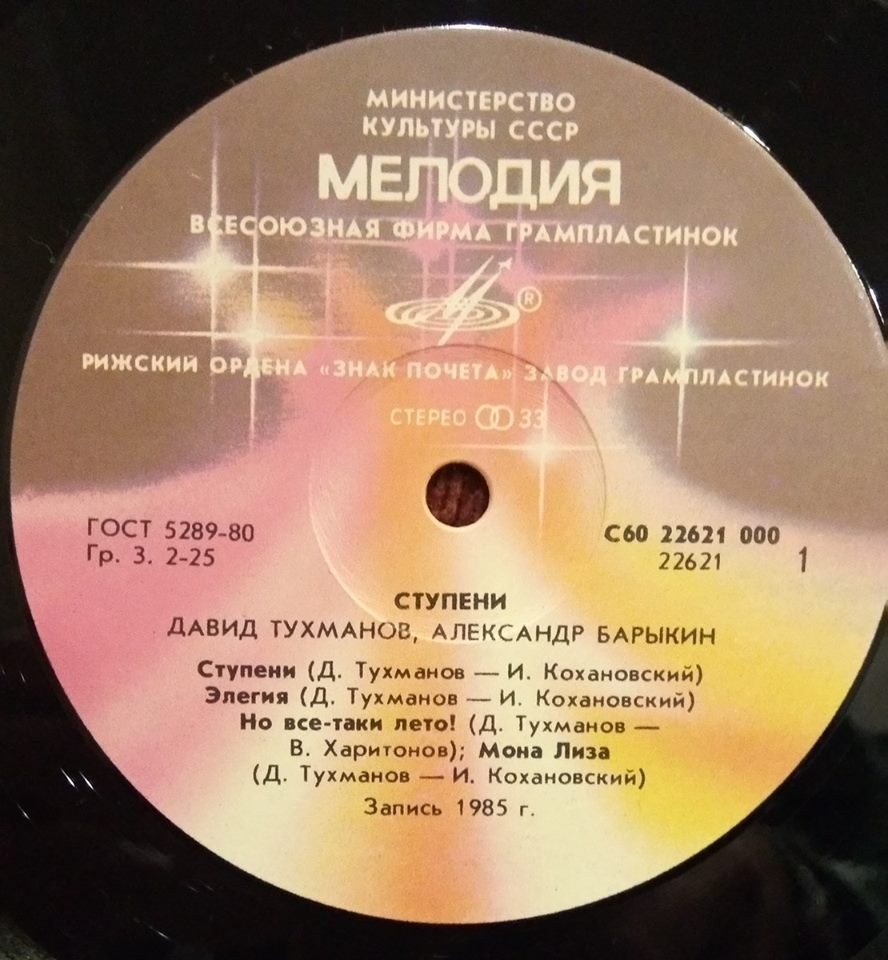 МИНИСТЕРСТВО
КУЛЬТУРЫ СССР
МЕЛОДИЯ
ВСЕСОЮЗНАЯ ФИРМА ГРАМПЛАСТИНОК
®
РИЖСКИЙ ОРДЕНА «ЗНАК ПОЧЕТА» ЗАВОД ГРАМПЛАСТИНОК
СТЕРЕО 33
ГОСТ 5289-80
Гр. 3. 2-25
С60 22621 000
22621 1
СТУПЕНИ
ДАВИД ТУХМАНОВ, АЛЕКСАНДР БАРЫКИН
Ступени (Д. Тухманов — И. Кохановский)
Элегия (Д. Тухманов — И. Кохановский)
Но все-таки лето! (Д. Тухманов —
В. Харитонов); Мона Лиза
(Д. Тухманов — И. Кохановский)
Запись 1985 г.